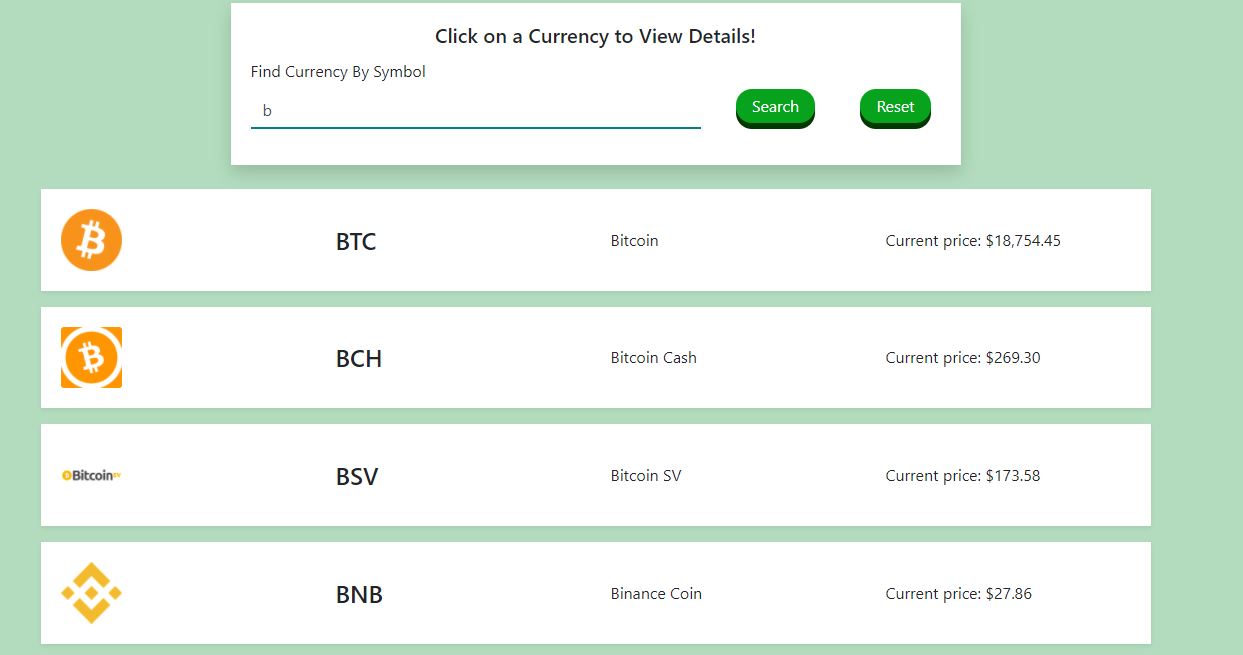 Click on a Currency to View Details!
Find Currency By Symbol
b
Search
Reset
BTC
Bitcoin
Current price: $18,754.45
BCH
Bitcoin Cash
Current price: $269.30
BitcoinSV
BSV
Bitcoin SV
Current price: $173.58
BNB
Binance Coin
Current price: $27.86